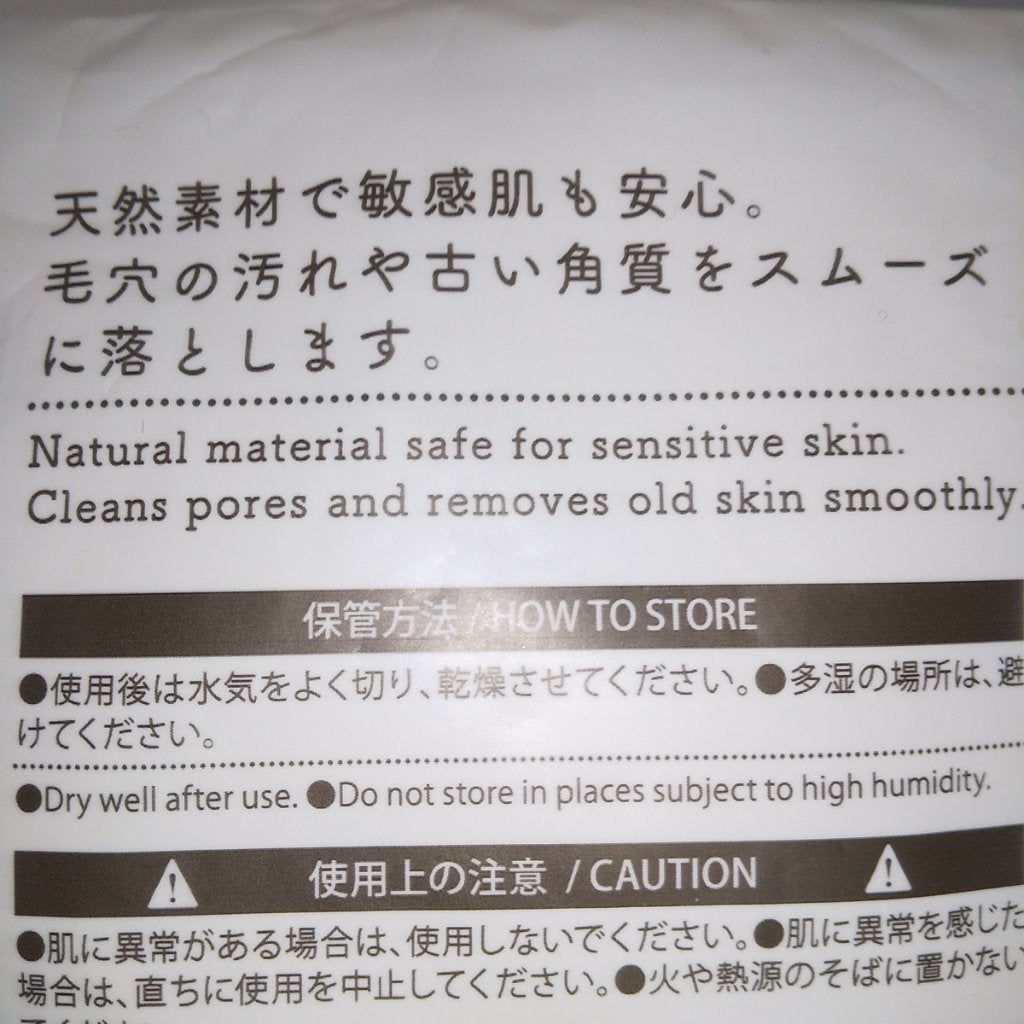 天然素材で敏感肌も安心。
毛穴の汚れや古い角質をスムーズ
に落とします。
Natural material safe for sensitive skin.
Cleans pores and removes old skin smoothly.
保管方法 / HOW TO STORE
●使用後は水気をよく切り、乾燥させてください。●多湿の場所は、避
けてください。
●Dry well after use. ●Do not store in places subject to high humidity.
使用上の注意 / CAUTION
●肌に異常がある場合は、使用しないでください。●肌に異常を感じた
場合は、直ちに使用を中止してください。●火や熱源のそばに置かない